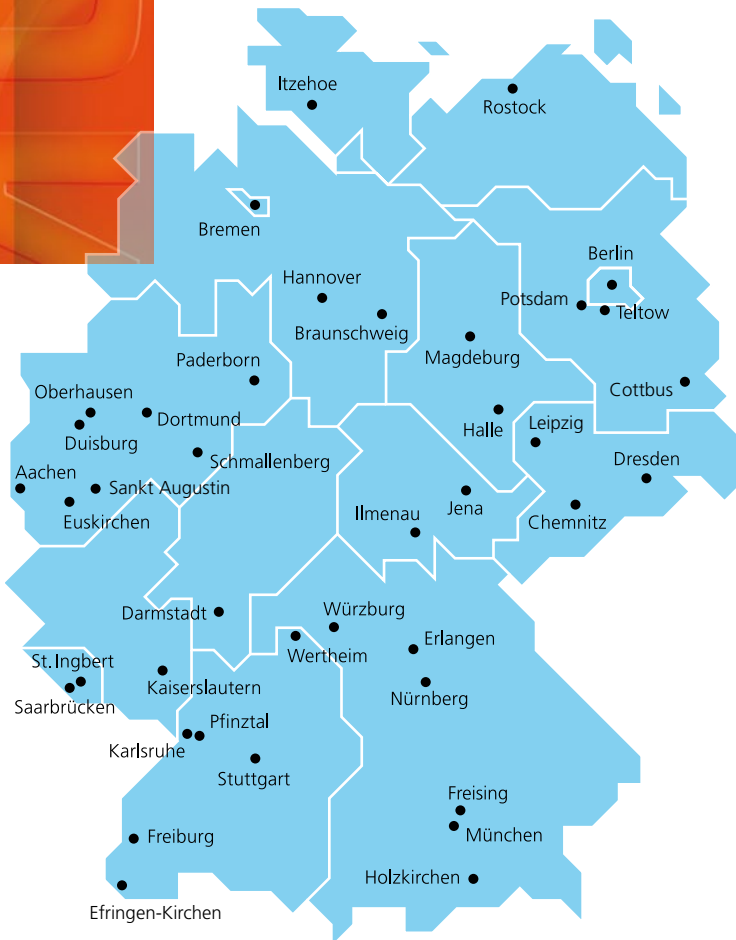 Itzehoe
Rostock
Bremen
Berlin
Hannover
Potsdam
Teltow
Braunschweig
Magdeburg
Paderborn
Cottbus
Oberhausen
Dortmund
Halle
Leipzig
Duisburg
Schmallenberg
Dresden
Aachen
Sankt Augustin
Jena
Euskirchen
Ilmenau
Chemnitz
Darmstadt
Würzburg
Erlangen
Wertheim
St. Ingbert
Kaiserslautern
Nürnberg
Saarbrücken
Pfinztal
Karlsruhe
Stuttgart
Freising
Freiburg
München
Holzkirchen
Efringen-Kirchen